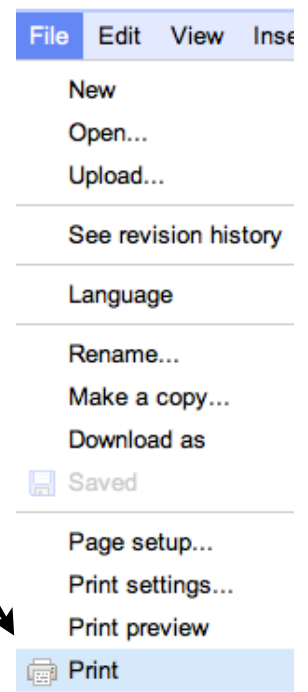 File Edit View Inse
New
Open...
Upload...
See revision history
Language
Rename...
Make a copy...
Download as
Saved
Page setup...
Print settings...
Print preview
Print